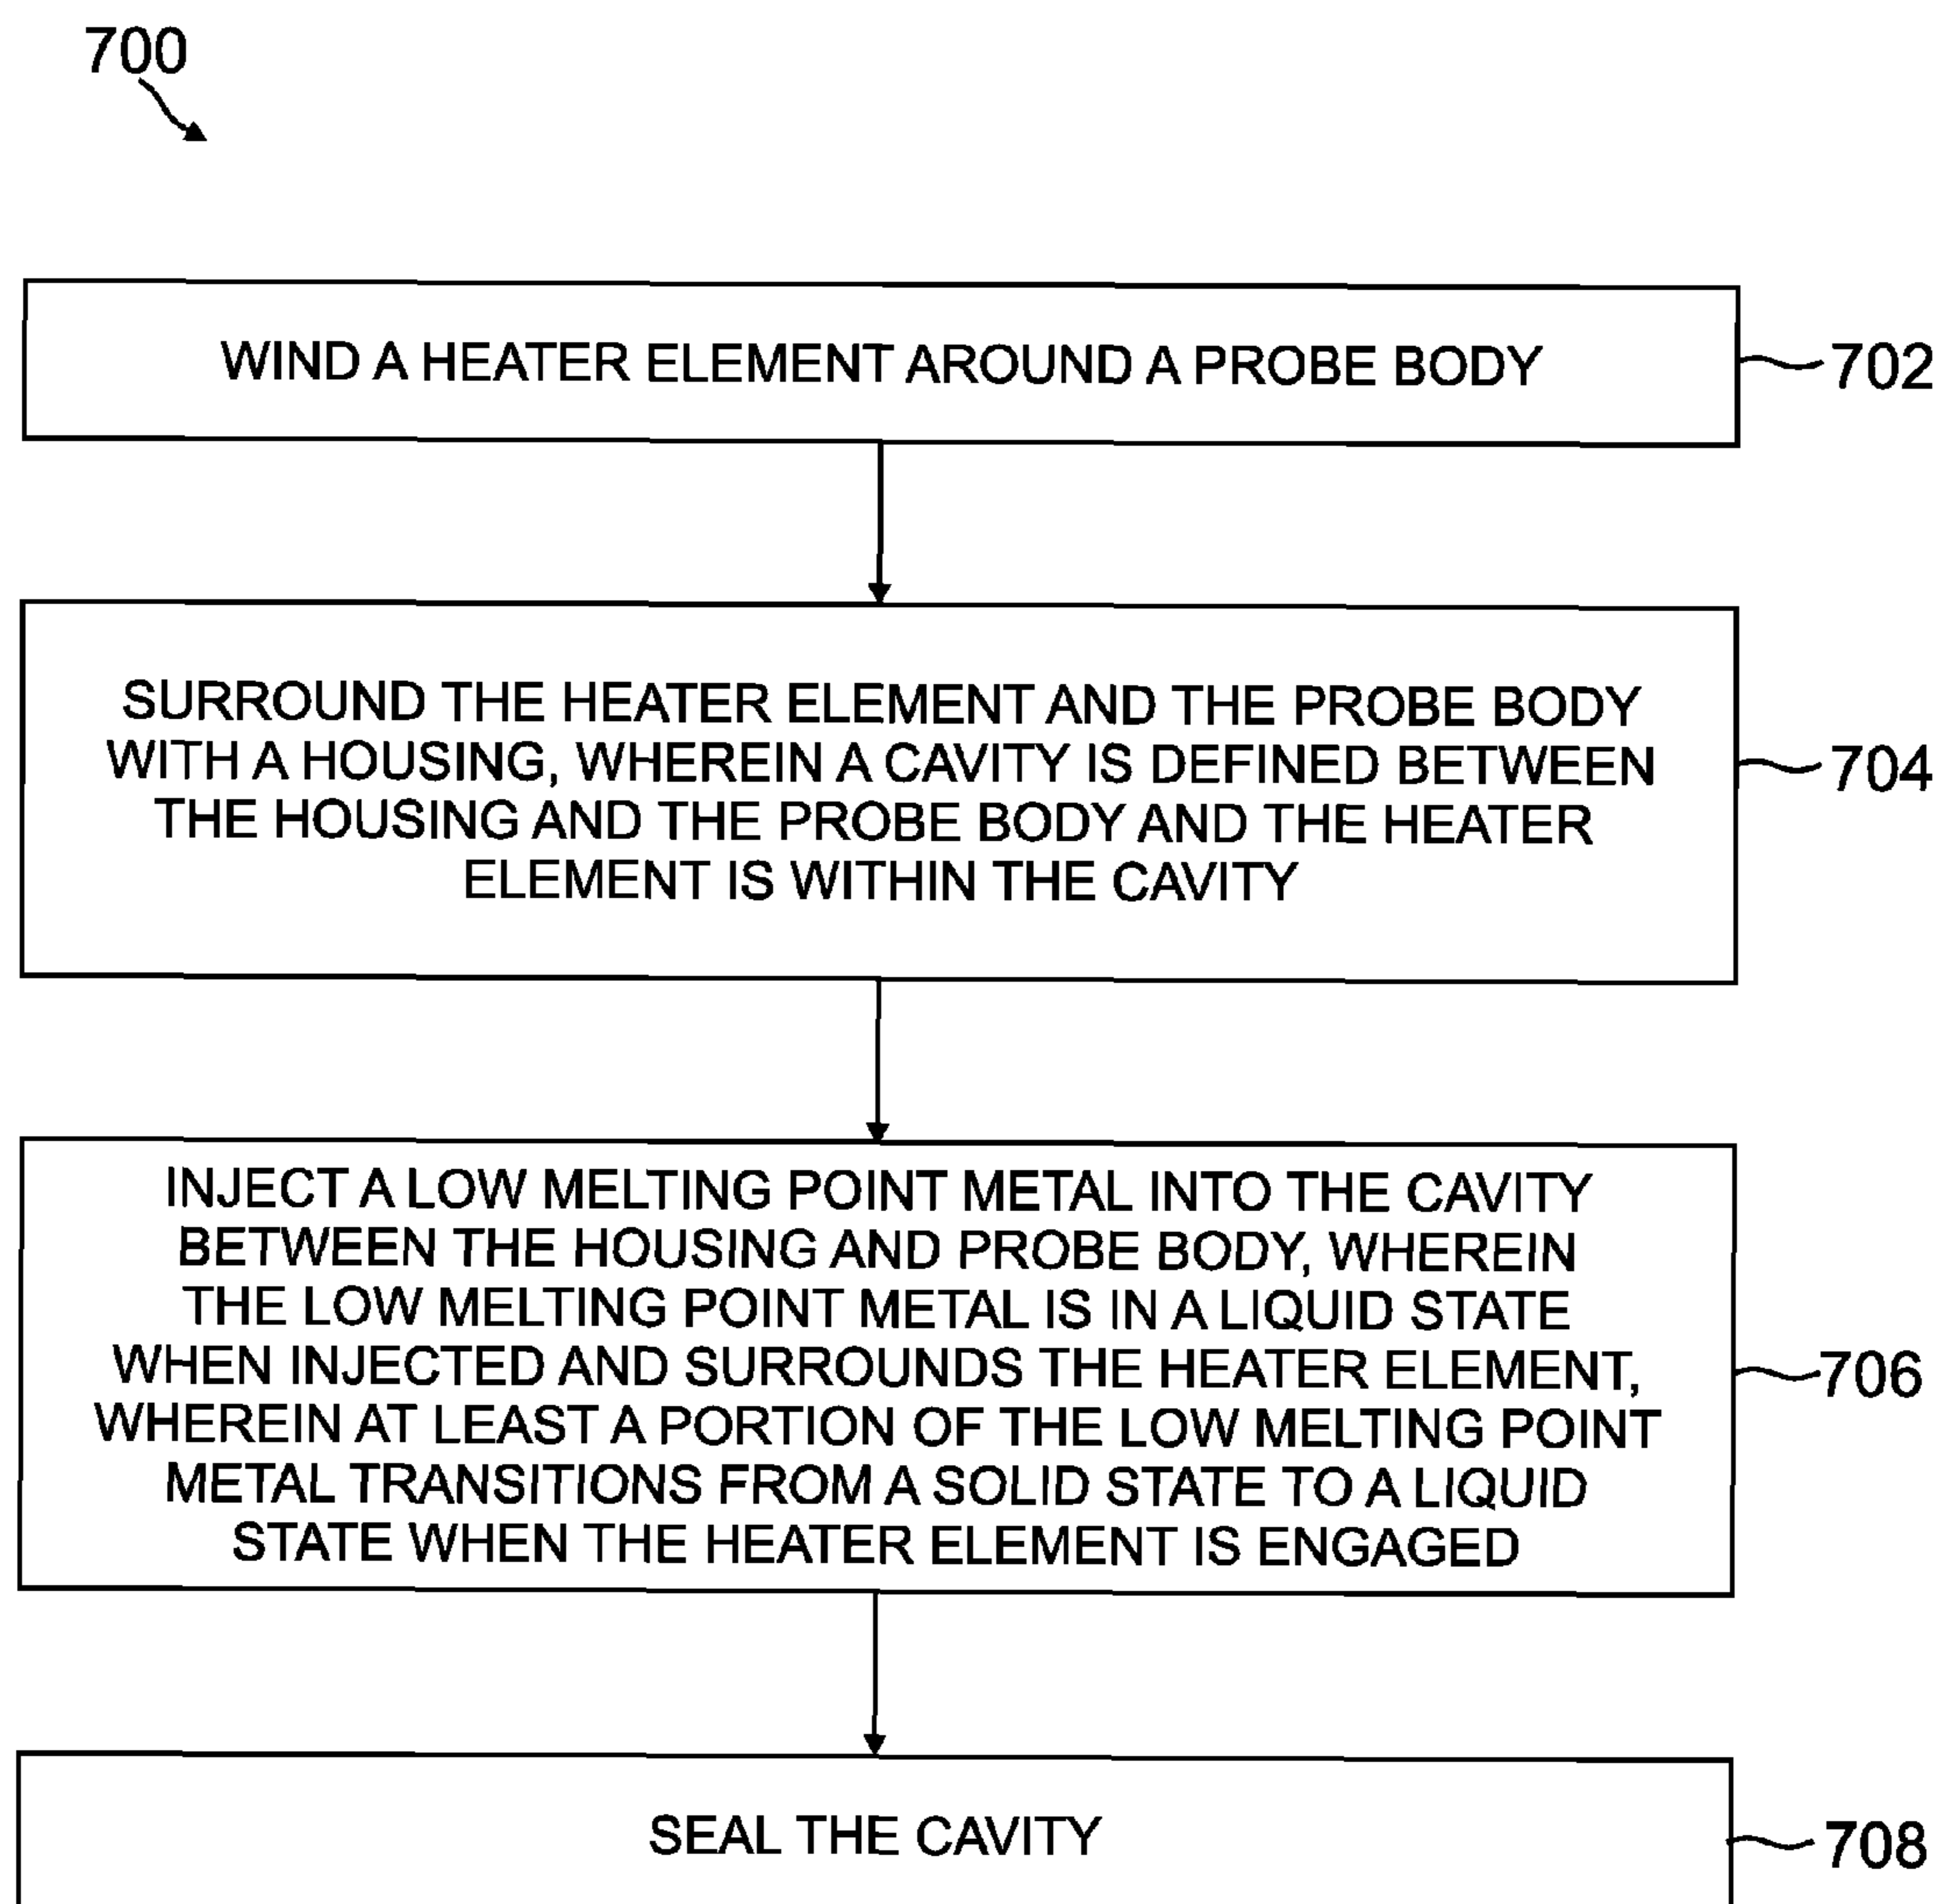 700
WIND A HEATER ELEMENT AROUND A PROBE BODY
702
SURROUND THE HEATER ELEMENT AND THE PROBE BODY
WITH A HOUSING, WHEREIN A CAVITY IS DEFINED BETWEEN
THE HOUSING AND THE PROBE BODY AND THE HEATER
ELEMENT IS WITHIN THE CAVITY
704
INJECT A LOW MELTING POINT METAL INTO THE CAVITY
BETWEEN THE HOUSING AND PROBE BODY, WHEREIN
THE LOW MELTING POINT METAL IS IN A LIQUID STATE
WHEN INJECTED AND SURROUNDS THE HEATER ELEMENT,
WHEREIN AT LEAST A PORTION OF THE LOW MELTING POINT
METAL TRANSITIONS FROM A SOLID STATE TO A LIQUID
STATE WHEN THE HEATER ELEMENT IS ENGAGED
706
SEAL THE CAVITY
708